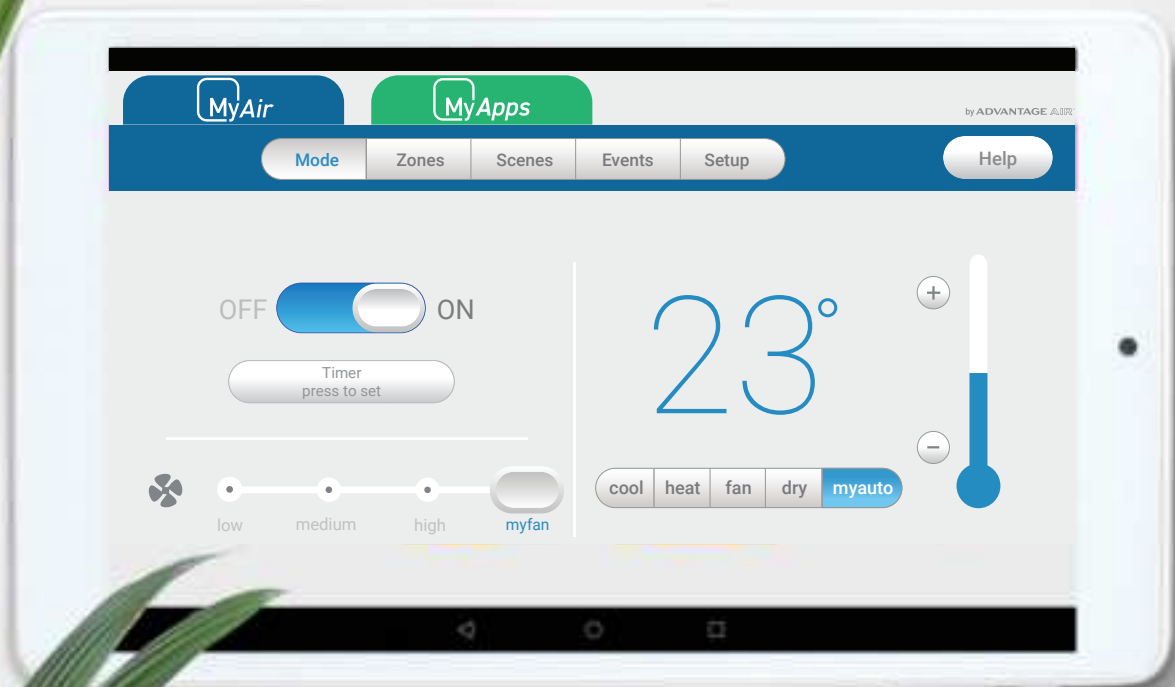 MyAir
MyApps
by ADVANTAGE AIR
Mode
Zones
Scenes
Events
Setup
Help
OFF
ON
Timer
press to set
23°
+
−
cool
heat
fan
dry
myauto
low
medium
high
myfan